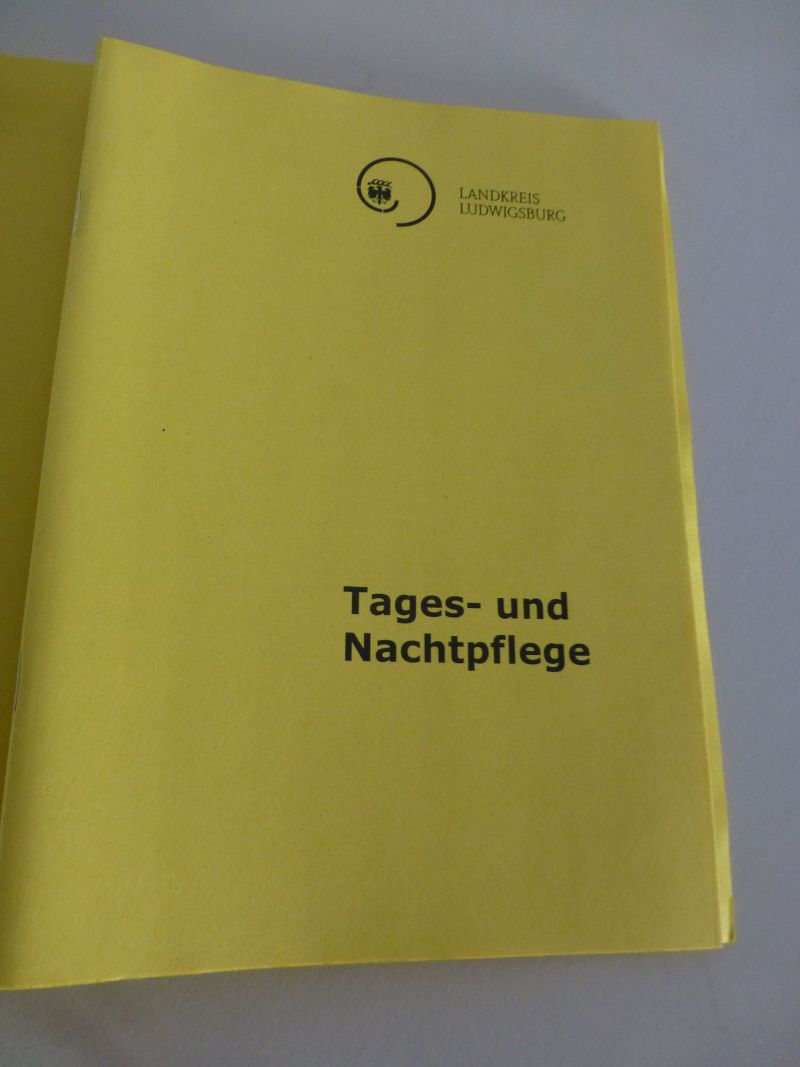 LANDKREIS
LUDWIGSBURG
Tages- und
Nachtpflege